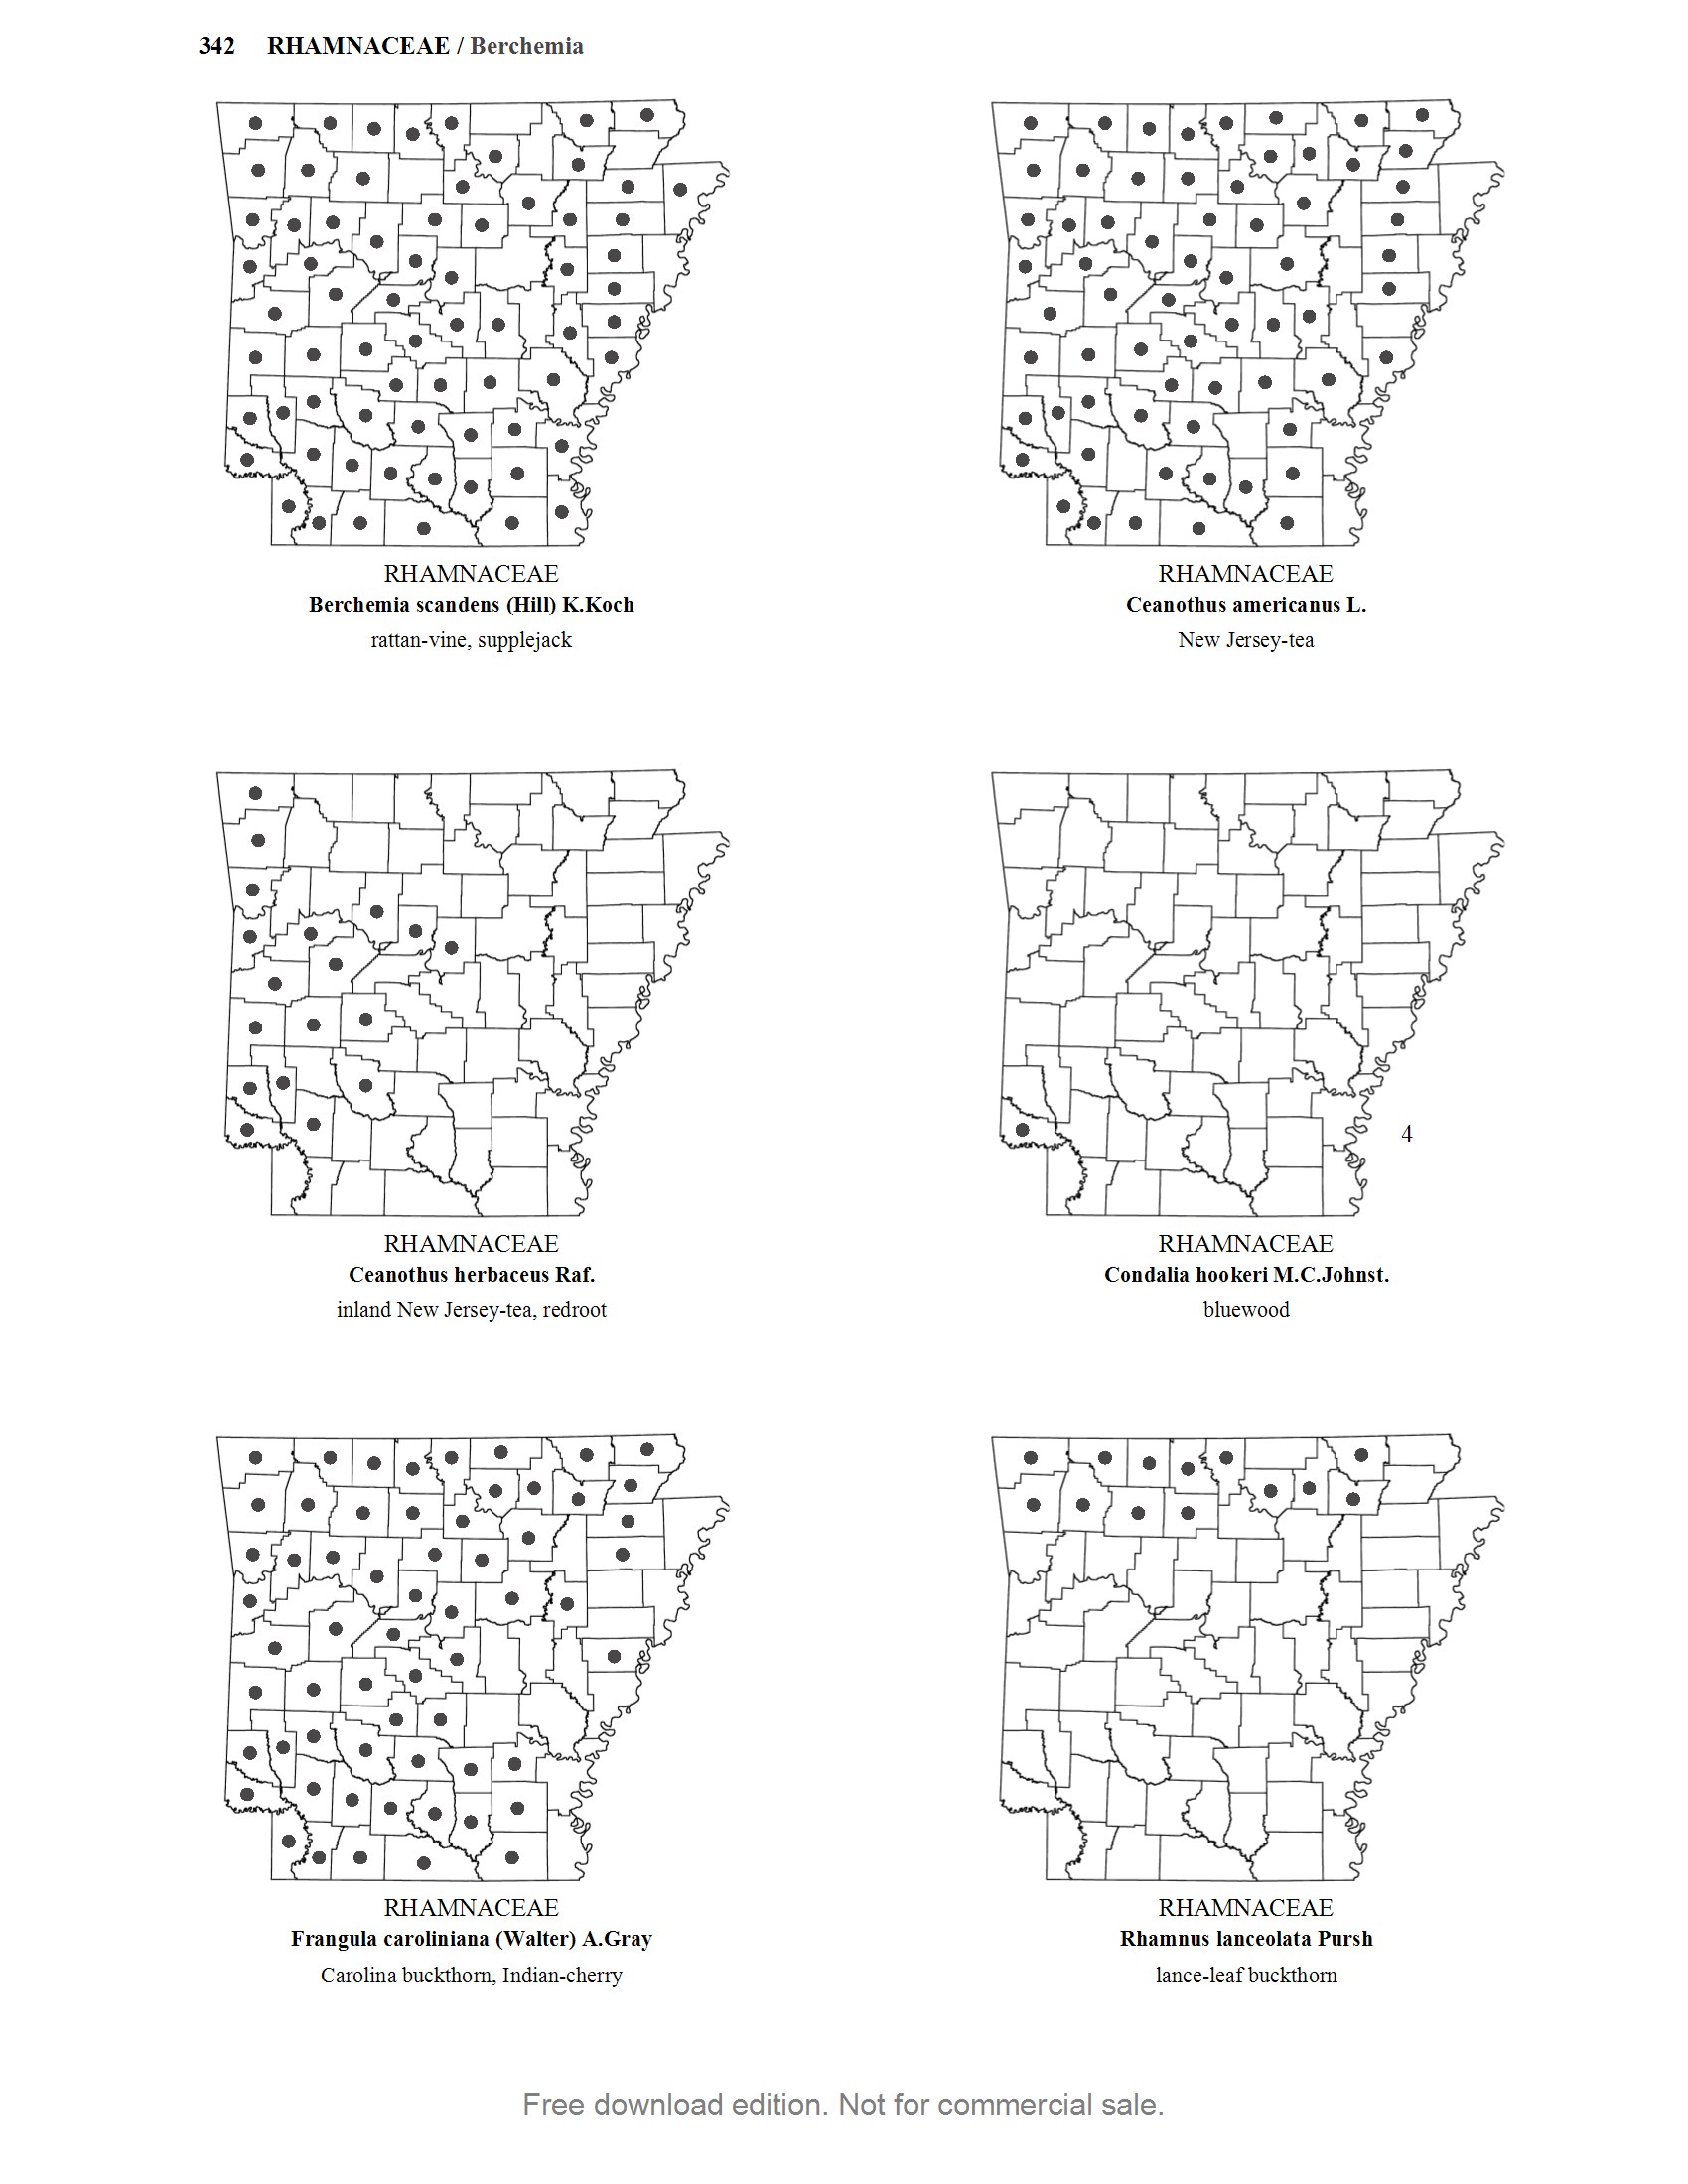 342 RHAMNACEAE / Berchemia
RHAMNACEAE
Berchemia scandens (Hill) K.Koch
rattan-vine, supplejack
RHAMNACEAE
Ceanothus americanus L.
New Jersey-tea
RHAMNACEAE
Ceanothus herbaceus Raf.
inland New Jersey-tea, redroot
4
RHAMNACEAE
Condalia hookeri M.C.Johnst.
bluewood
RHAMNACEAE
Frangula caroliniana (Walter) A.Gray
Carolina buckthorn, Indian-cherry
RHAMNACEAE
Rhamnus lanceolata Pursh
lance-leaf buckthorn
Free download edition. Not for commercial sale.